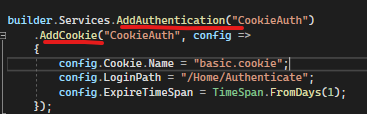 builder.Services.AddAuthentication("CookieAuth")
.AddCookie("CookieAuth", config =>
{
config.Cookie.Name = "basic.cookie";
config.LoginPath = "/Home/Authenticate";
config.ExpireTimeSpan = TimeSpan.FromDays(1);
});